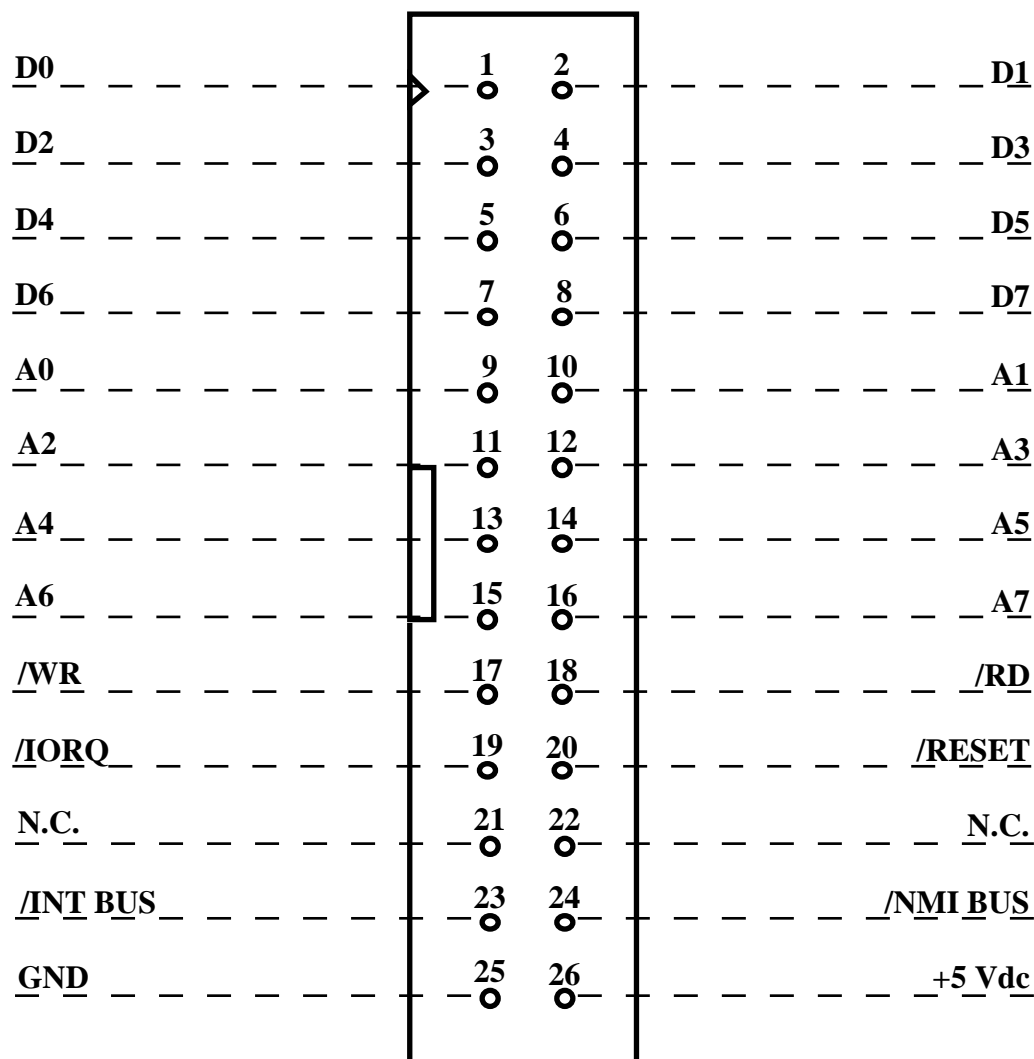 D0 1 2 D1
D2 3 4 D3
D4 5 6 D5
D6 7 8 D7
A0 9 10 A1
A2 11 12 A3
A4 13 14 A5
A6 15 16 A7
/WR 17 18 /RD
/IORQ 19 20 /RESET
N.C. 21 22 N.C.
/INT BUS 23 24 /NMI BUS
GND 25 26 +5 Vdc